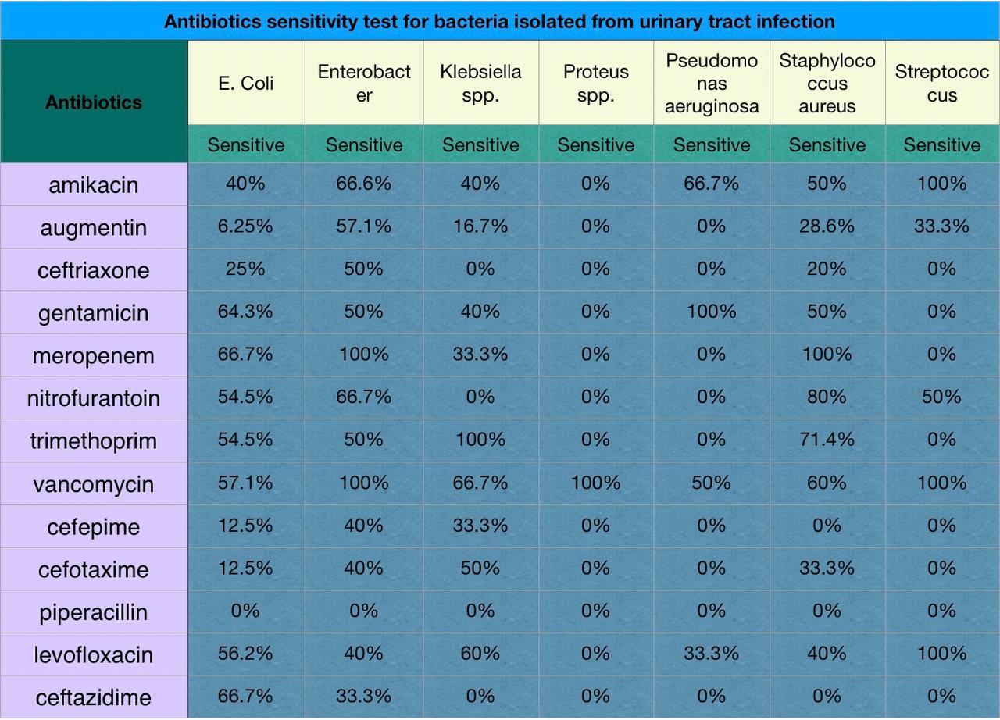 Antibiotics sensitivity test for bacteria isolated from urinary tract infection
Antibiotics E. Coli Enterobact er Klebsiella spp. Proteus spp. Pseudomo nas aeruginosa Staphyloco ccus aureus Streptococ cus
Sensitive Sensitive Sensitive Sensitive Sensitive Sensitive Sensitive
amikacin 40% 66.6% 40% 0% 66.7% 50% 100%
augmentin 6.25% 57.1% 16.7% 0% 0% 28.6% 33.3%
ceftriaxone 25% 50% 0% 0% 0% 20% 0%
gentamicin 64.3% 50% 40% 0% 100% 50% 0%
meropenem 66.7% 100% 33.3% 0% 0% 100% 0%
nitrofurantoin 54.5% 66.7% 0% 0% 0% 80% 50%
trimethoprim 54.5% 50% 100% 0% 0% 71.4% 0%
vancomycin 57.1% 100% 66.7% 100% 50% 60% 100%
cefepime 12.5% 40% 33.3% 0% 0% 0% 0%
cefotaxime 12.5% 40% 50% 0% 0% 33.3% 0%
piperacillin 0% 0% 0% 0% 0% 0% 0%
levofloxacin 56.2% 40% 60% 0% 33.3% 40% 100%
ceftazidime 66.7% 33.3% 0% 0% 0% 0% 0%